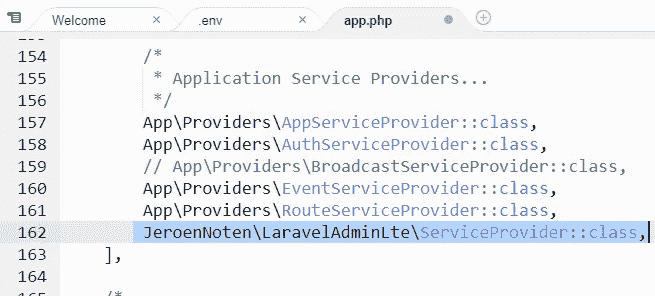 Welcome × .env × app.php
154 /*
155 * Application Service Providers...
156 */
157 App\Providers\AppServiceProvider::class,
158 App\Providers\AuthServiceProvider::class,
159 // App\Providers\BroadcastServiceProvider::class,
160 App\Providers\EventServiceProvider::class,
161 App\Providers\RouteServiceProvider::class,
162 JeroenNoten\LaravelAdminLte\ServiceProvider::class,
163 ],
164
165 /*